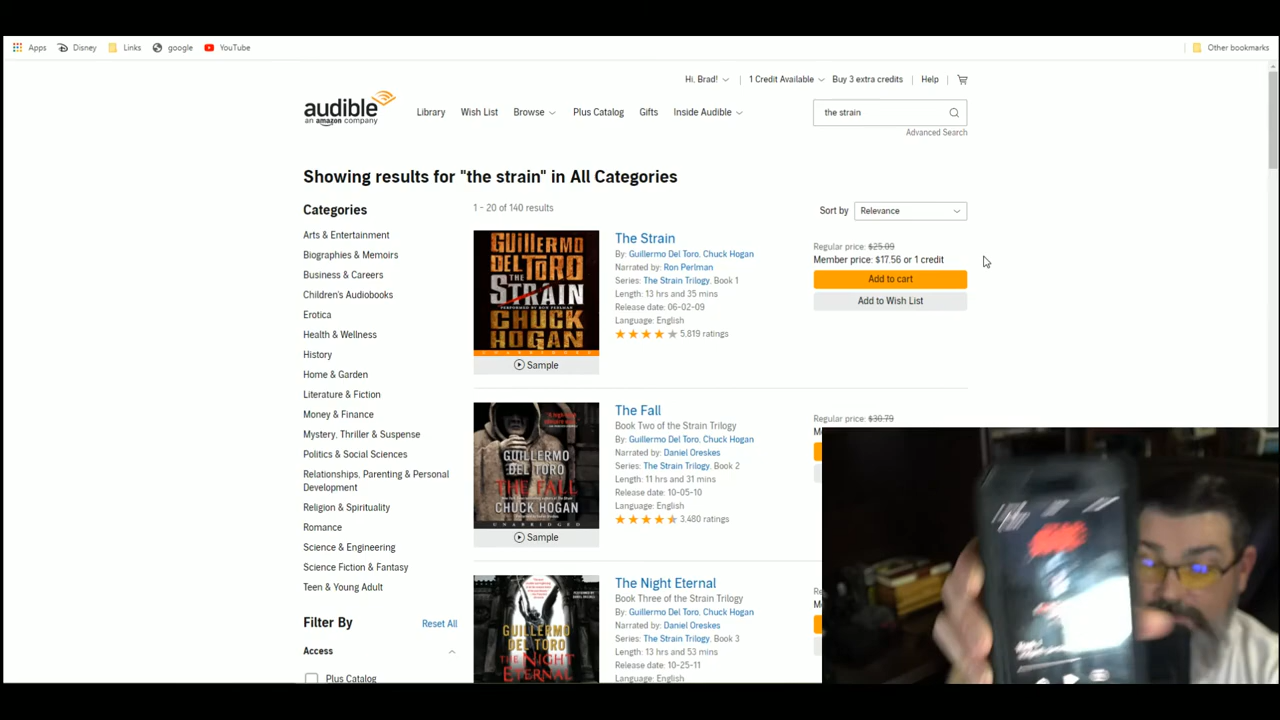 Apps Disney Links google YouTube Other bookmarks
Hi, Brad! 1 Credit Available Buy 3 extra credits Help
audible
an amazon company
Library Wish List Browse Plus Catalog Gifts Inside Audible
the strain
Advanced Search
Showing results for "the strain" in All Categories
Categories
Arts & Entertainment
Biographies & Memoirs
Business & Careers
Children's Audiobooks
Erotica
Health & Wellness
History
Home & Garden
Literature & Fiction
Money & Finance
Mystery, Thriller & Suspense
Politics & Social Sciences
Relationships, Parenting & Personal
Development
Religion & Spirituality
Romance
Science & Engineering
Science Fiction & Fantasy
Teen & Young Adult
Filter By Reset All
Access
Plus Catalog
1 - 20 of 140 results
Sort by Relevance
GUILLERMO
DEL TORO
THE
STRAIN
PERFORMED BY RON PERLMAN
CHUCK
HOGAN
UNABRIDGED
Sample
The Strain
By: Guillermo Del Toro, Chuck Hogan
Narrated by: Ron Perlman
Series: The Strain Trilogy, Book 1
Length: 13 hrs and 35 mins
Release date: 06-02-09
Language: English
5,819 ratings
Regular price: $25.09
Member price: $17.56 or 1 credit
Add to cart
Add to Wish List
GUILLERMO
DEL TORO
THE FALL
CHUCK HOGAN
UNABRIDGED
Sample
The Fall
Book Two of the Strain Trilogy
By: Guillermo Del Toro, Chuck Hogan
Narrated by: Daniel Oreskes
Series: The Strain Trilogy, Book 2
Length: 11 hrs and 31 mins
Release date: 10-05-10
Language: English
3,480 ratings
Regular price: $30.79
GUILLERMO
DEL TORO
THE NIGHT
ETERNAL
The Night Eternal
Book Three of the Strain Trilogy
By: Guillermo Del Toro, Chuck Hogan
Narrated by: Daniel Oreskes
Series: The Strain Trilogy, Book 3
Length: 13 hrs and 53 mins
Release date: 10-25-11
Language: English